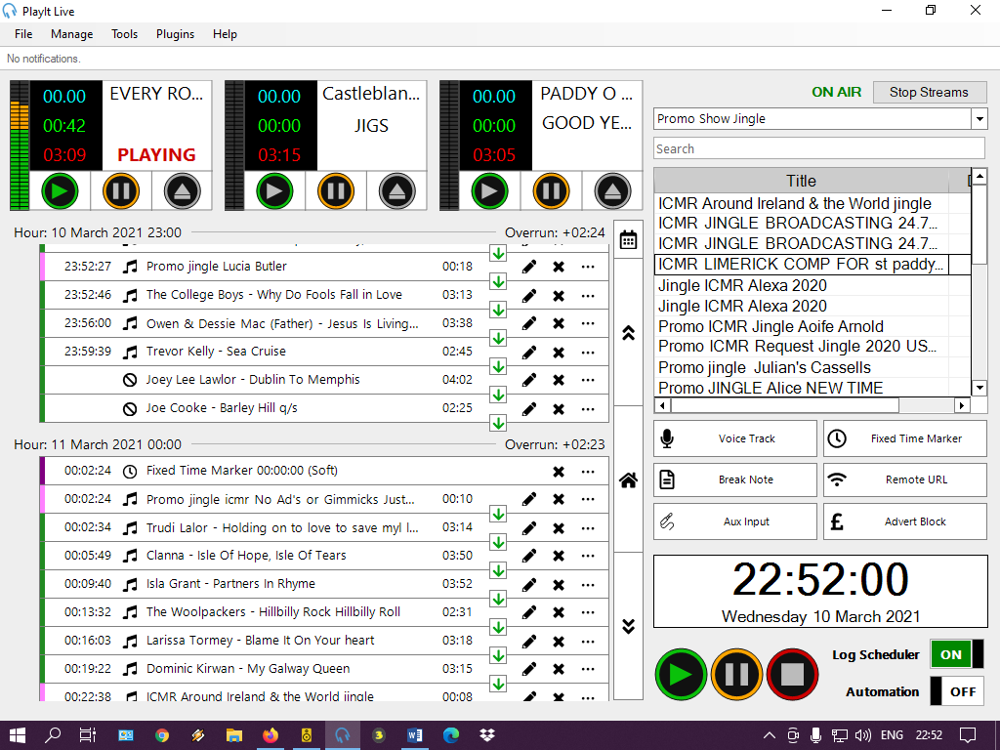 PlayIt Live
File Manage Tools Plugins Help
No notifications.
00.00 EVERY RO...
00:42
03:09 PLAYING
00.00 Castleblan...
00:00 JIGS
03:15
00.00 PADDY O ...
00:00 GOOD YE...
03:05
ON AIR Stop Streams
Promo Show Jingle
Search
Title
ICMR Around Ireland & the World jingle
ICMR JINGLE BROADCASTING 24.7...
ICMR JINGLE BROADCASTING 24.7...
ICMR LIMERICK COMP FOR st paddy...
Jingle ICMR Alexa 2020
Jingle ICMR Alexa 2020
Promo ICMR Jingle Aoife Arnold
Promo ICMR Request Jingle 2020 US...
Promo jingle Julian's Cassells
Promo JINGLE Alice NEW TIME
Hour: 10 March 2021 23:00 Overrun: +02:24
23:52:27 Promo jingle Lucia Butler 00:18
23:52:46 The College Boys - Why Do Fools Fall in Love 03:13
23:56:00 Owen & Dessie Mac (Father) - Jesus Is Living... 03:38
23:59:39 Trevor Kelly - Sea Cruise 02:45
Joey Lee Lawlor - Dublin To Memphis 04:02
Joe Cooke - Barley Hill q/s 02:25
Hour: 11 March 2021 00:00 Overrun: +02:23
00:02:24 Fixed Time Marker 00:00:00 (Soft)
00:02:24 Promo jingle icmr No Ad's or Gimmicks Just... 00:10
00:02:34 Trudi Lalor - Holding on to love to save myl l... 03:14
00:05:49 Clanna - Isle Of Hope, Isle Of Tears 03:50
00:09:40 Isla Grant - Partners In Rhyme 03:52
00:13:32 The Woolpackers - Hillbilly Rock Hillbilly Roll 02:31
00:16:03 Larissa Tormey - Blame It On Your heart 03:18
00:19:22 Dominic Kirwan - My Galway Queen 03:15
00:22:38 ICMR Around Ireland & the World jingle 00:08
Voice Track Fixed Time Marker
Break Note Remote URL
Aux Input £ Advert Block
22:52:00
Wednesday 10 March 2021
Log Scheduler ON
Automation OFF
3 W ENG 22:52